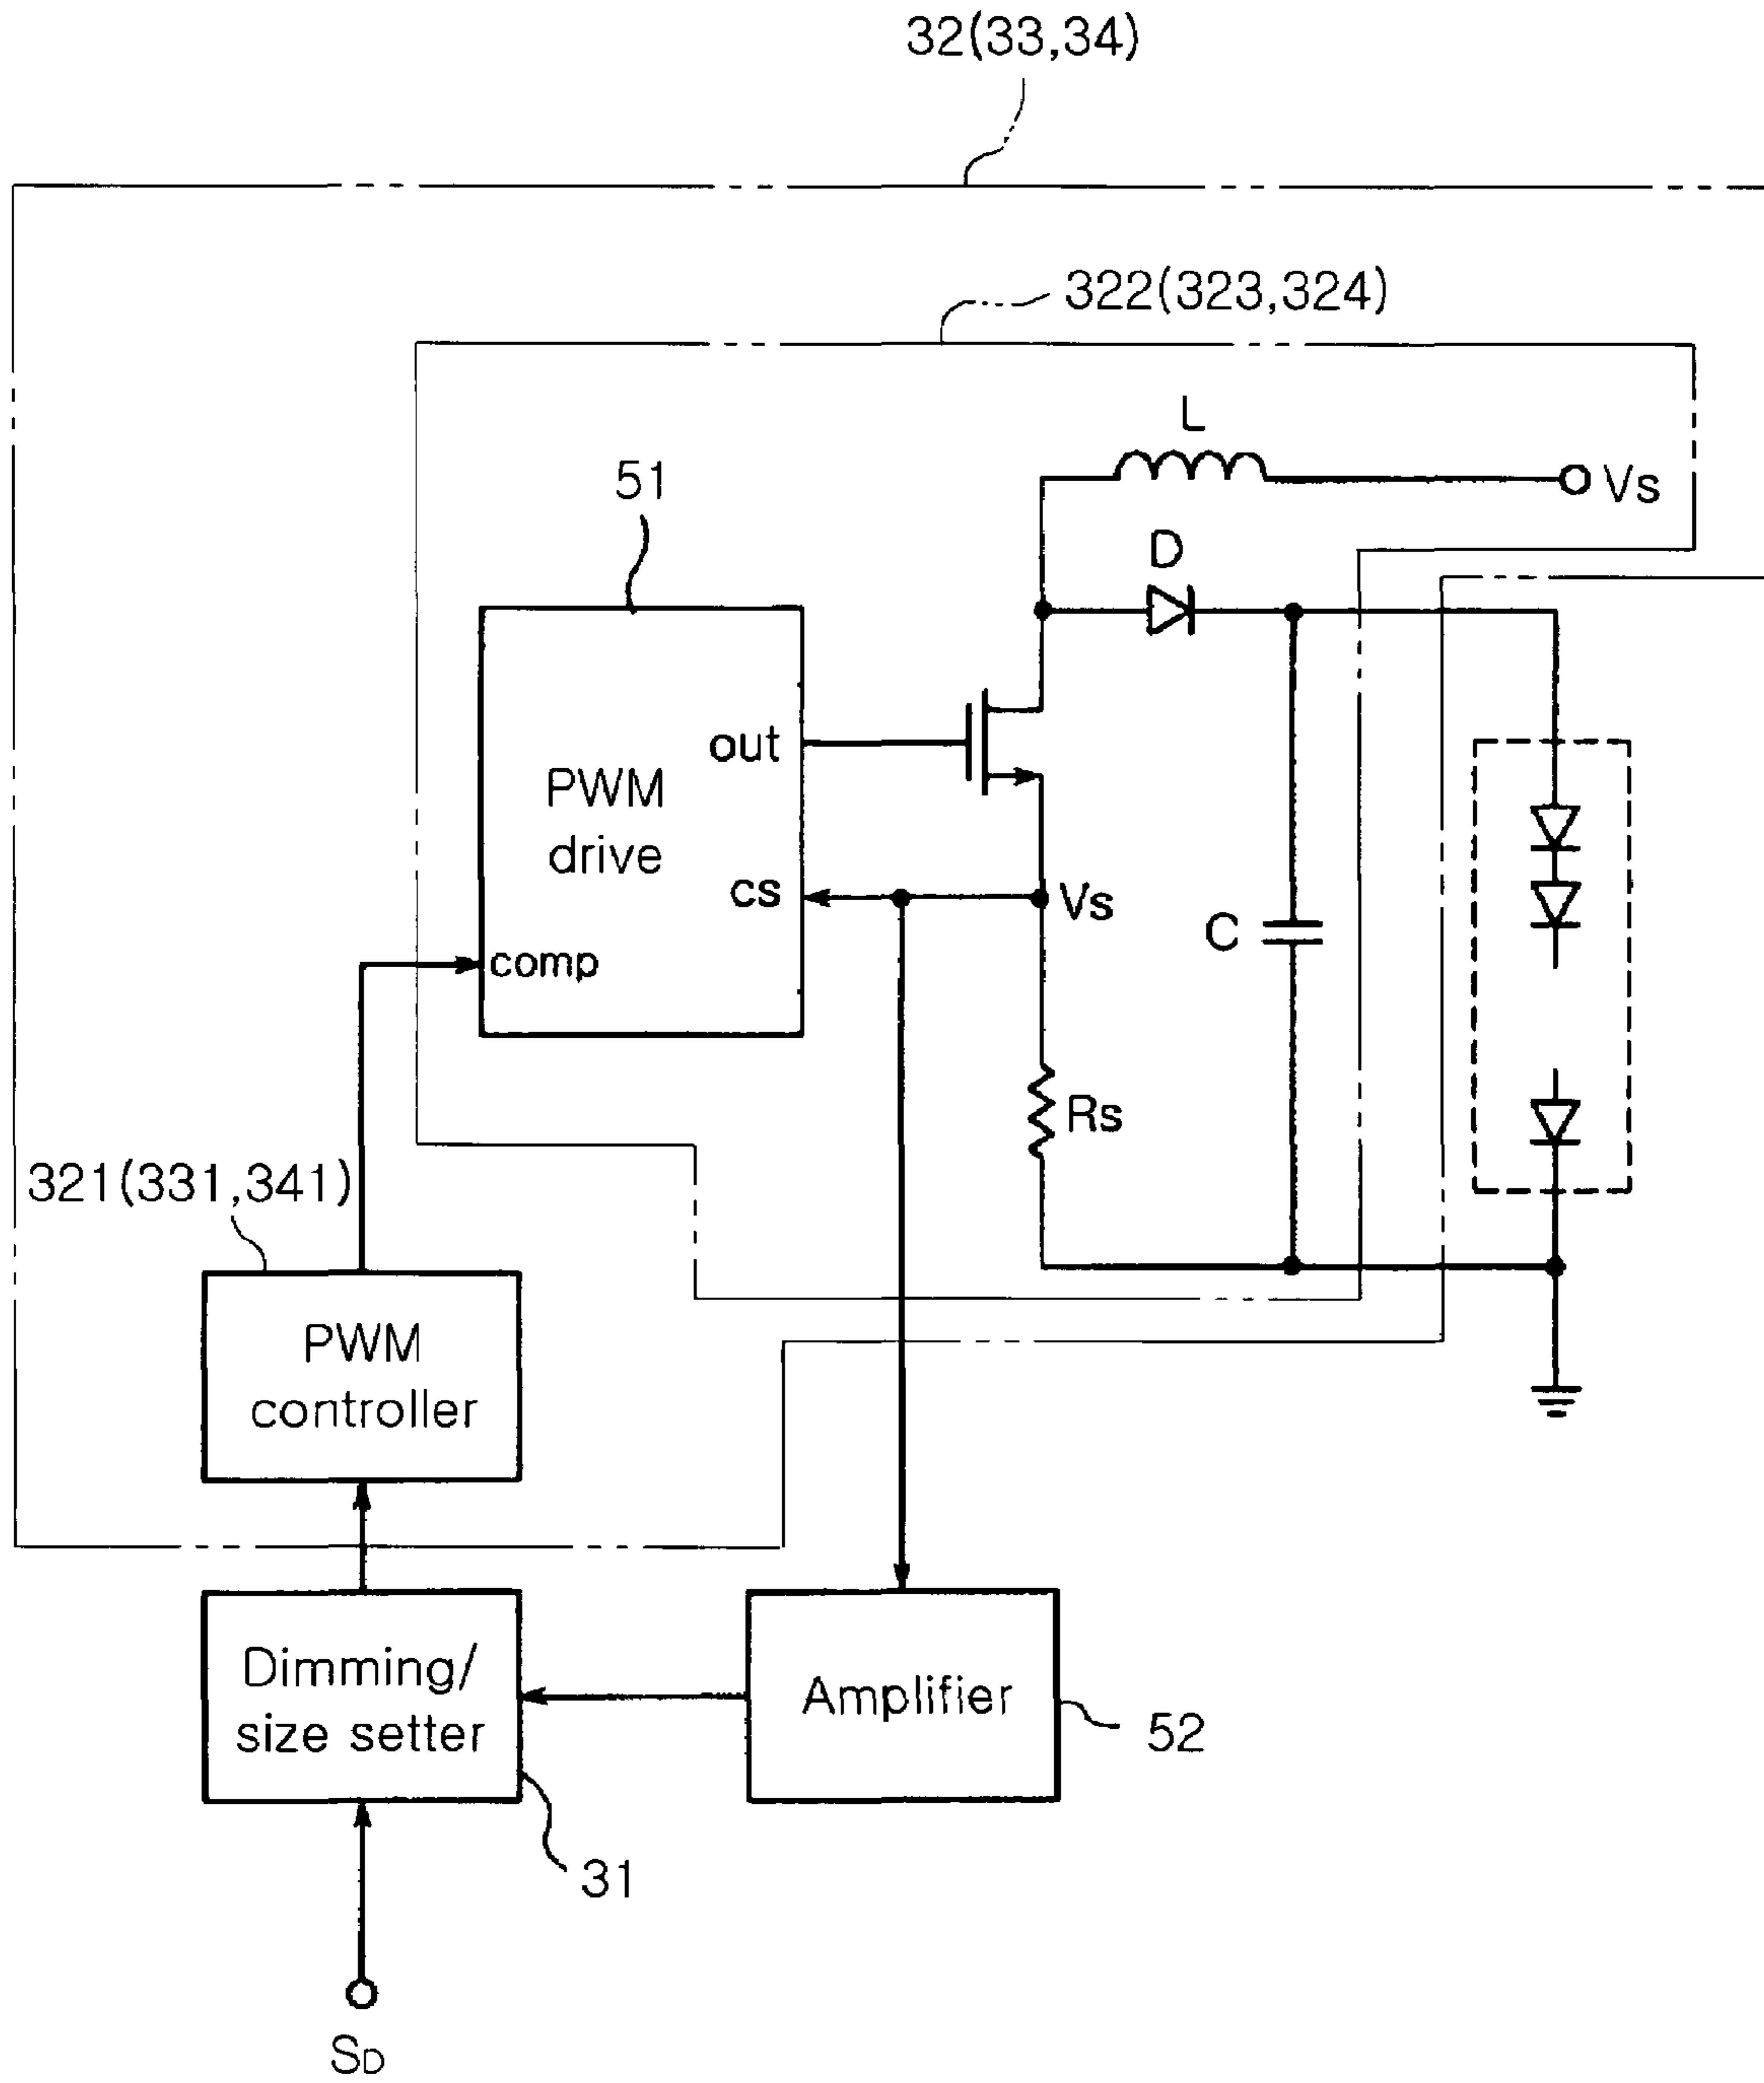 32(33,34)
322(323,324)
L
Vs
51
D
out
PWM
drive
cs
Vs
C
comp
Rs
321(331,341)
PWM
controller
Dimming/
size setter
Amplifier
52
31
SD